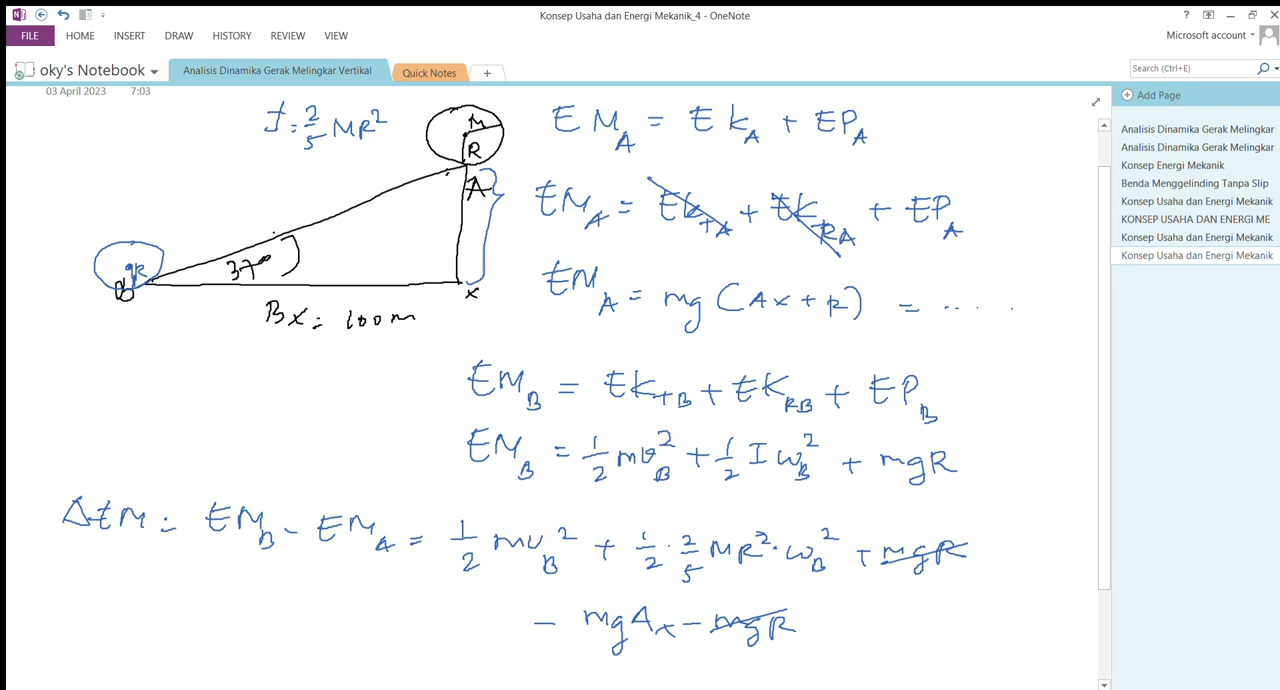 Konsep Usaha dan Energi Mekanik_4 - OneNote
FILE HOME INSERT DRAW HISTORY REVIEW VIEW
Microsoft account
oky's Notebook
Analisis Dinamika Gerak Melingkar Vertikal
Quick Notes
+
Search (Ctrl+E)
03 April 2023 7:03
Add Page
Analisis Dinamika Gerak Melingkar
Analisis Dinamika Gerak Melingkar
Konsep Energi Mekanik
Benda Menggelinding Tanpa Slip
Konsep Usaha dan Energi Mekanik
KONSEP USAHA DAN ENERGI ME
Konsep Usaha dan Energi Mekanik
Konsep Usaha dan Energi Mekanik
I = 2/5 MR²
M
R
A
37°
B
x
Bx = 100 m
EM_A = EK_A + EP_A
EM_A = EK_TA + EK_RA + EP_A
EM_A = mg (Ax + R) = .....
EM_B = EK_TB + EK_RB + EP_B
EM_B = 1/2 mv_B² + 1/2 I ω_B² + mgR
ΔEM = EM_B - EM_A = 1/2 mv_B² + 1/2 · 2/5 MR² · ω_B² + mgR
- mgAx - mgR